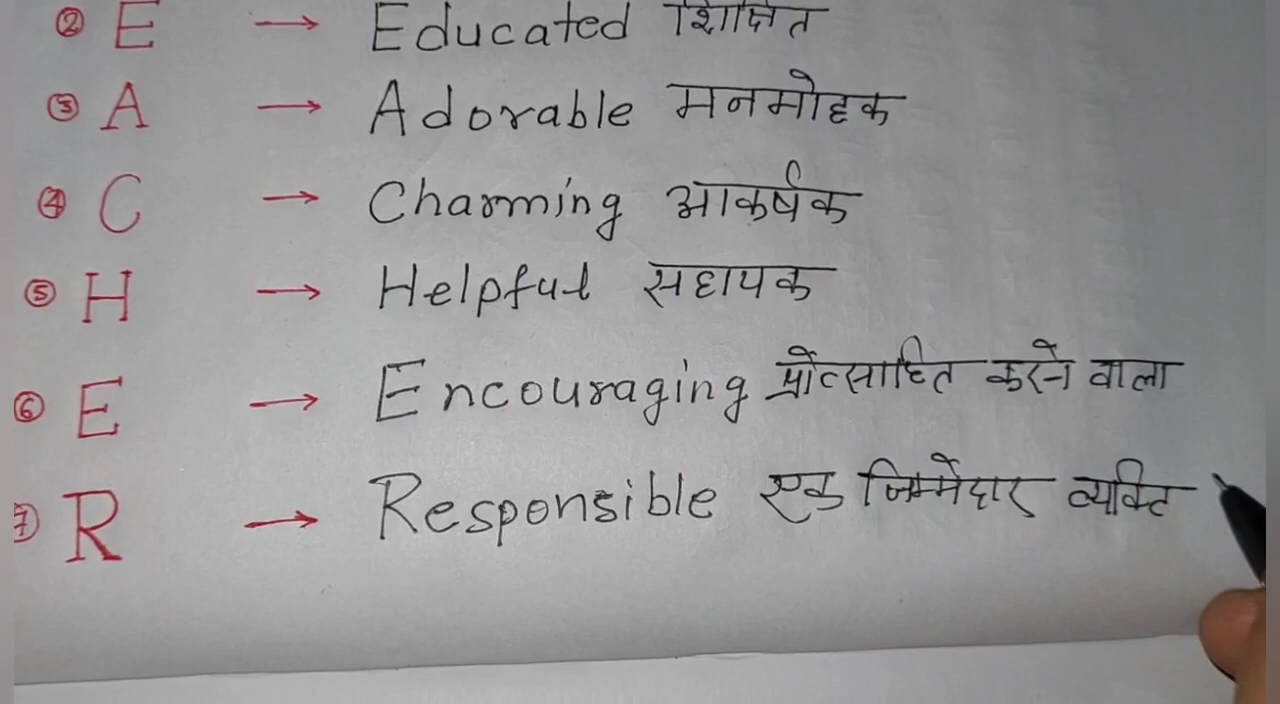 ② E → Educated शिक्षित
③ A → Adorable मनमोहक
④ C → Charming आकर्षक
⑤ H → Helpful सहायक
⑥ E → Encouraging प्रोत्साहित करने वाला
⑦ R → Responsible एक जिम्मेदार व्यक्ति